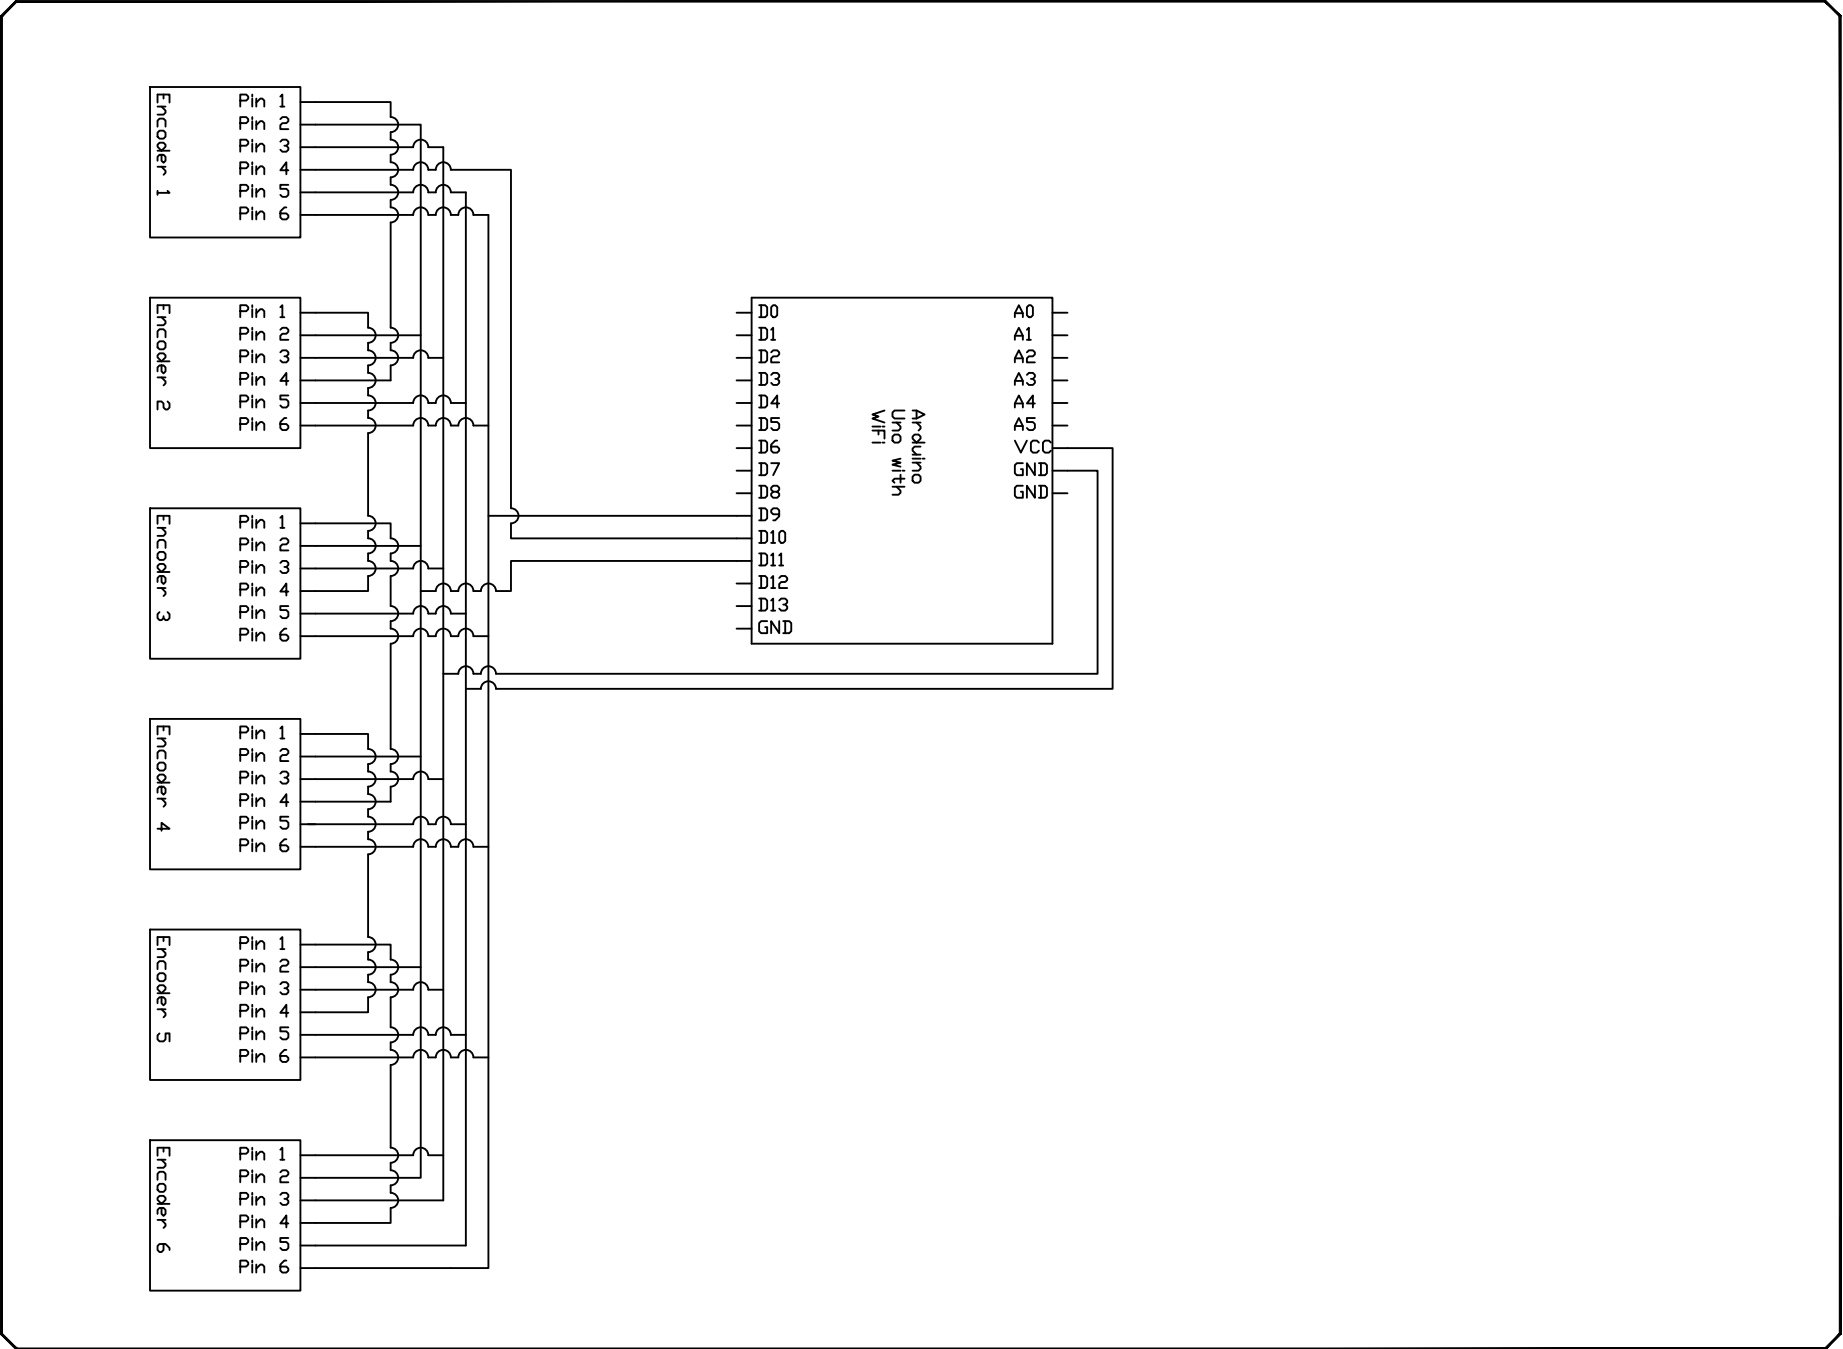 Encoder 1
Pin 1
Pin 2
Pin 3
Pin 4
Pin 5
Pin 6
Encoder 2
Pin 1
Pin 2
Pin 3
Pin 4
Pin 5
Pin 6
Encoder 3
Pin 1
Pin 2
Pin 3
Pin 4
Pin 5
Pin 6
Encoder 4
Pin 1
Pin 2
Pin 3
Pin 4
Pin 5
Pin 6
Encoder 5
Pin 1
Pin 2
Pin 3
Pin 4
Pin 5
Pin 6
Encoder 6
Pin 1
Pin 2
Pin 3
Pin 4
Pin 5
Pin 6
D0
D1
D2
D3
D4
D5
D6
D7
D8
D9
D10
D11
D12
D13
GND
Arduino
Uno with
WiFi
A0
A1
A2
A3
A4
A5
VCC
GND
GND